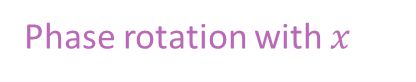 Phase rotation with 𝑥